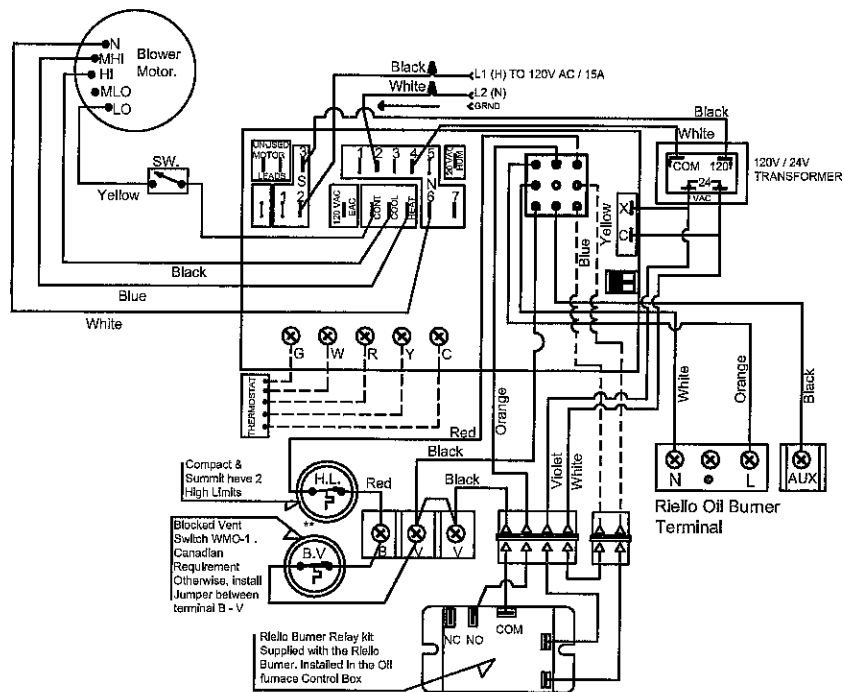 N
MHI
HI
MLO
LO
Blower
Motor.
SW.
Yellow
Black
White
L1 (H) TO 120V AC / 15A
L2 (N)
GRND
UNUSED
MOTOR
LEADS
3
S
1
2
1 2 3 4 5
N
6
7
120 VAC
EAC
CONT
COOL
HEAT
Black
White
COM
120
24
VAC
120V / 24V
TRANSFORMER
X
C
Yellow
Blue
Black
Blue
White
G
W
R
Y
C
THERMOSTAT
Red
Black
Orange
Violet
White
White
Orange
Black
Compact &
Summit have 2
High Limits
H.L.
**
Red
Black
Blocked Vent
Switch WMO-1 .
Canadian
Requirement
Otherwise, install
Jumper between
terminal B - V
B.V
B
V
V
N
L
AUX
Riello Oil Burner
Terminal
NC
NO
COM
Riello Burner Relay kit
Supplied with the Riello
Burner. Installed In the Oil
furnace Control Box